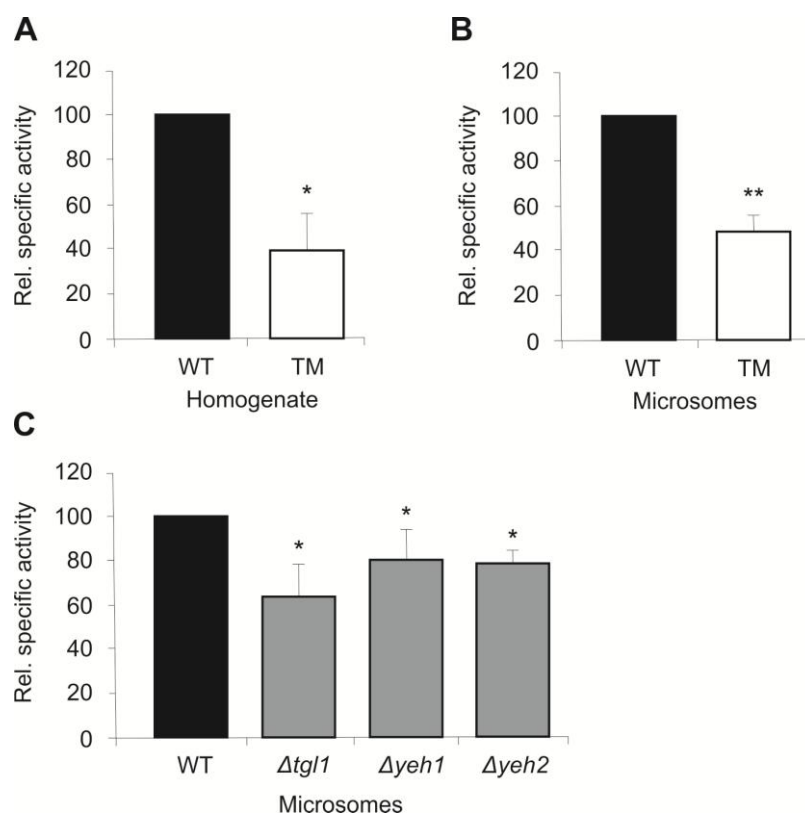 A
Rel. specific activity
120
100
80
60
40
20
0
*
WT TM
Homogenate
B
Rel. specific activity
120
100
80
60
40
20
0
**
WT TM
Microsomes
C
Rel. specific activity
120
100
80
60
40
20
0
* * *
WT Δtgl1 Δyeh1 Δyeh2
Microsomes